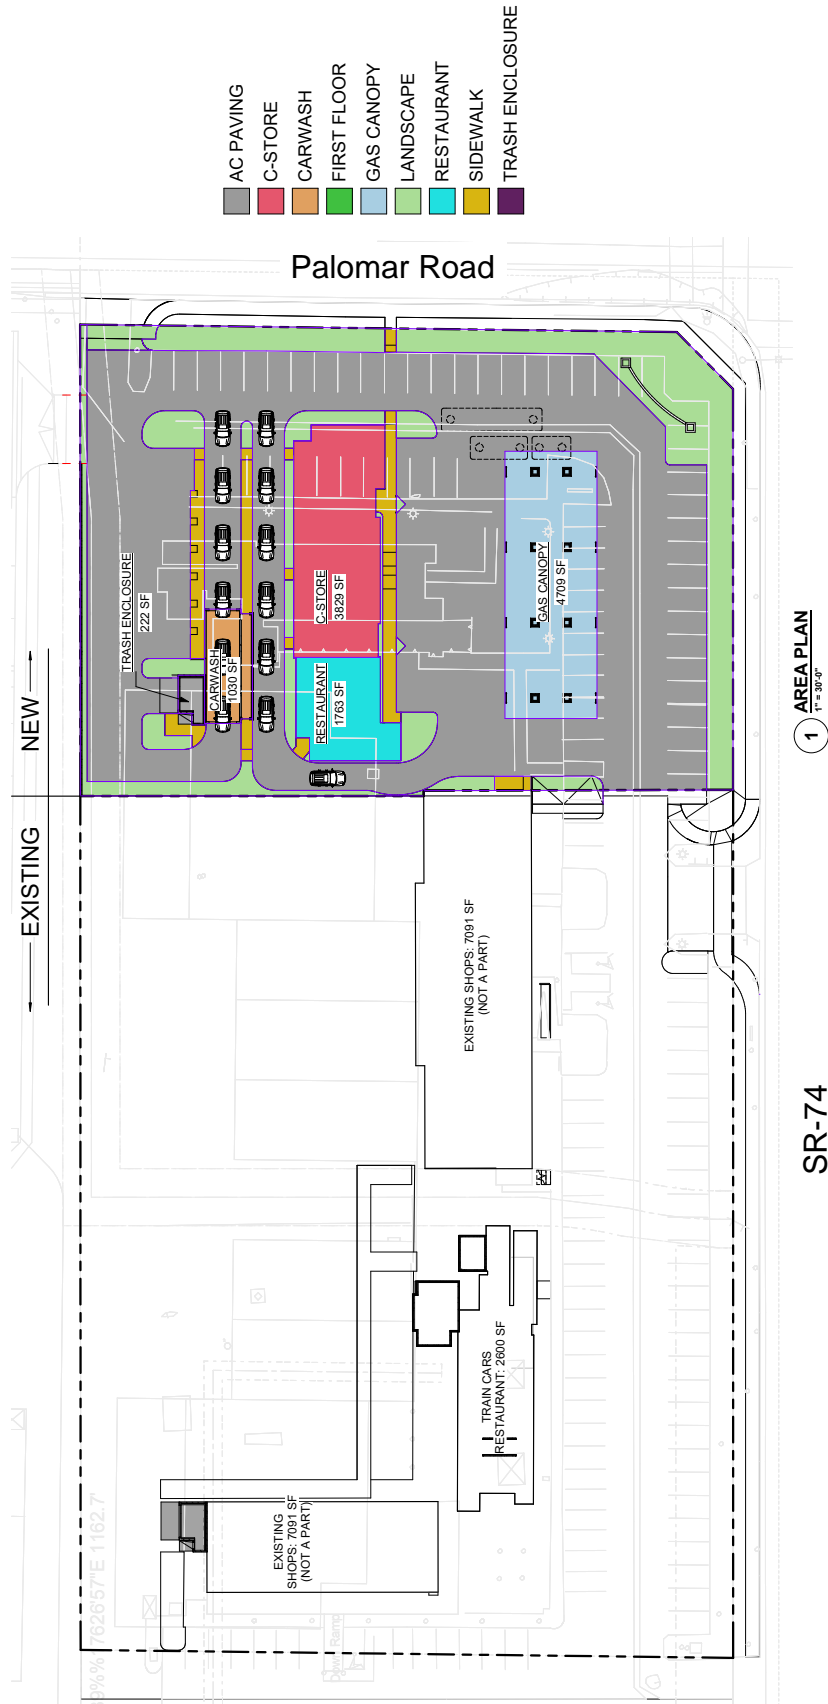 AC PAVING
C-STORE
CARWASH
FIRST FLOOR
GAS CANOPY
LANDSCAPE
RESTAURANT
SIDEWALK
TRASH ENCLOSURE
Palomar Road
NEW
EXISTING
TRASH ENCLOSURE
222 SF
CARWASH
1030 SF
C-STORE
3829 SF
RESTAURANT
1763 SF
GAS CANOPY
4709 SF
EXISTING SHOPS: 7091 SF
(NOT A PART)
TRAIN CARS
RESTAURANT: 2600 SF
EXISTING
SHOPS: 7091 SF
(NOT A PART)
1 AREA PLAN
1" = 30'-0"
SR-74